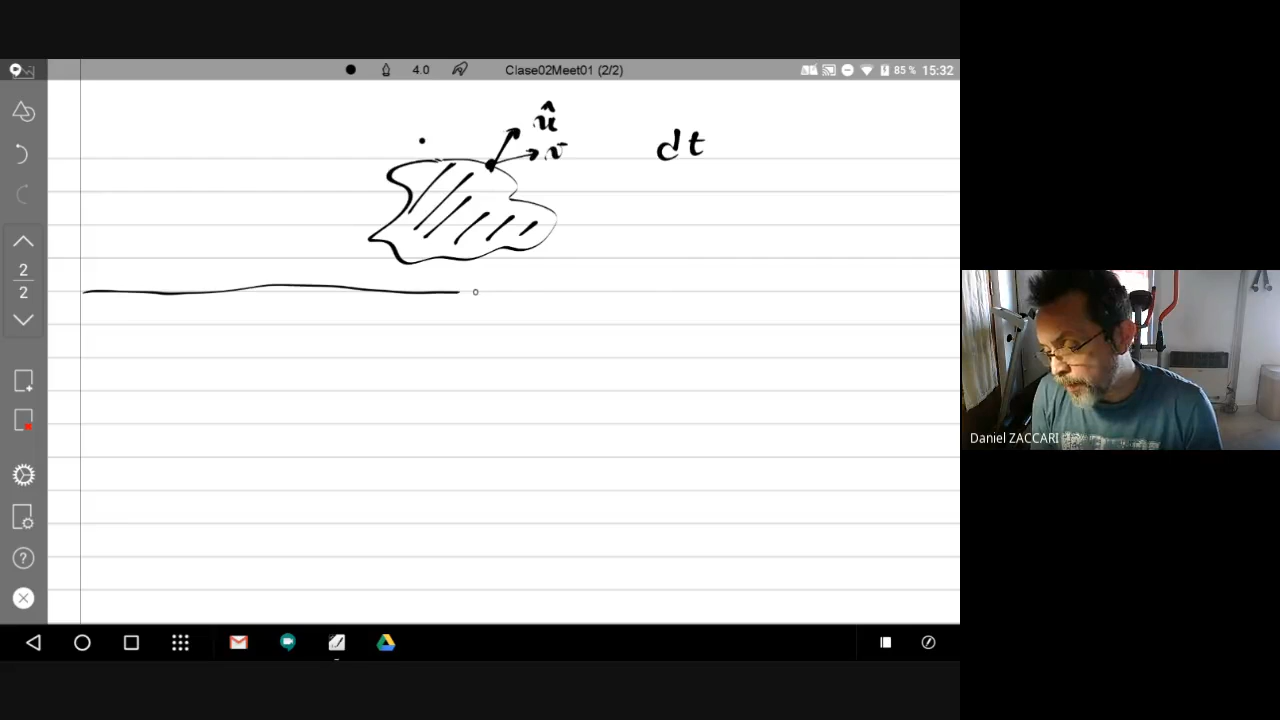 4.0 Clase02Meet01 (2/2) 85 % 15:32
û
v dt
2
2
Daniel ZACCARI